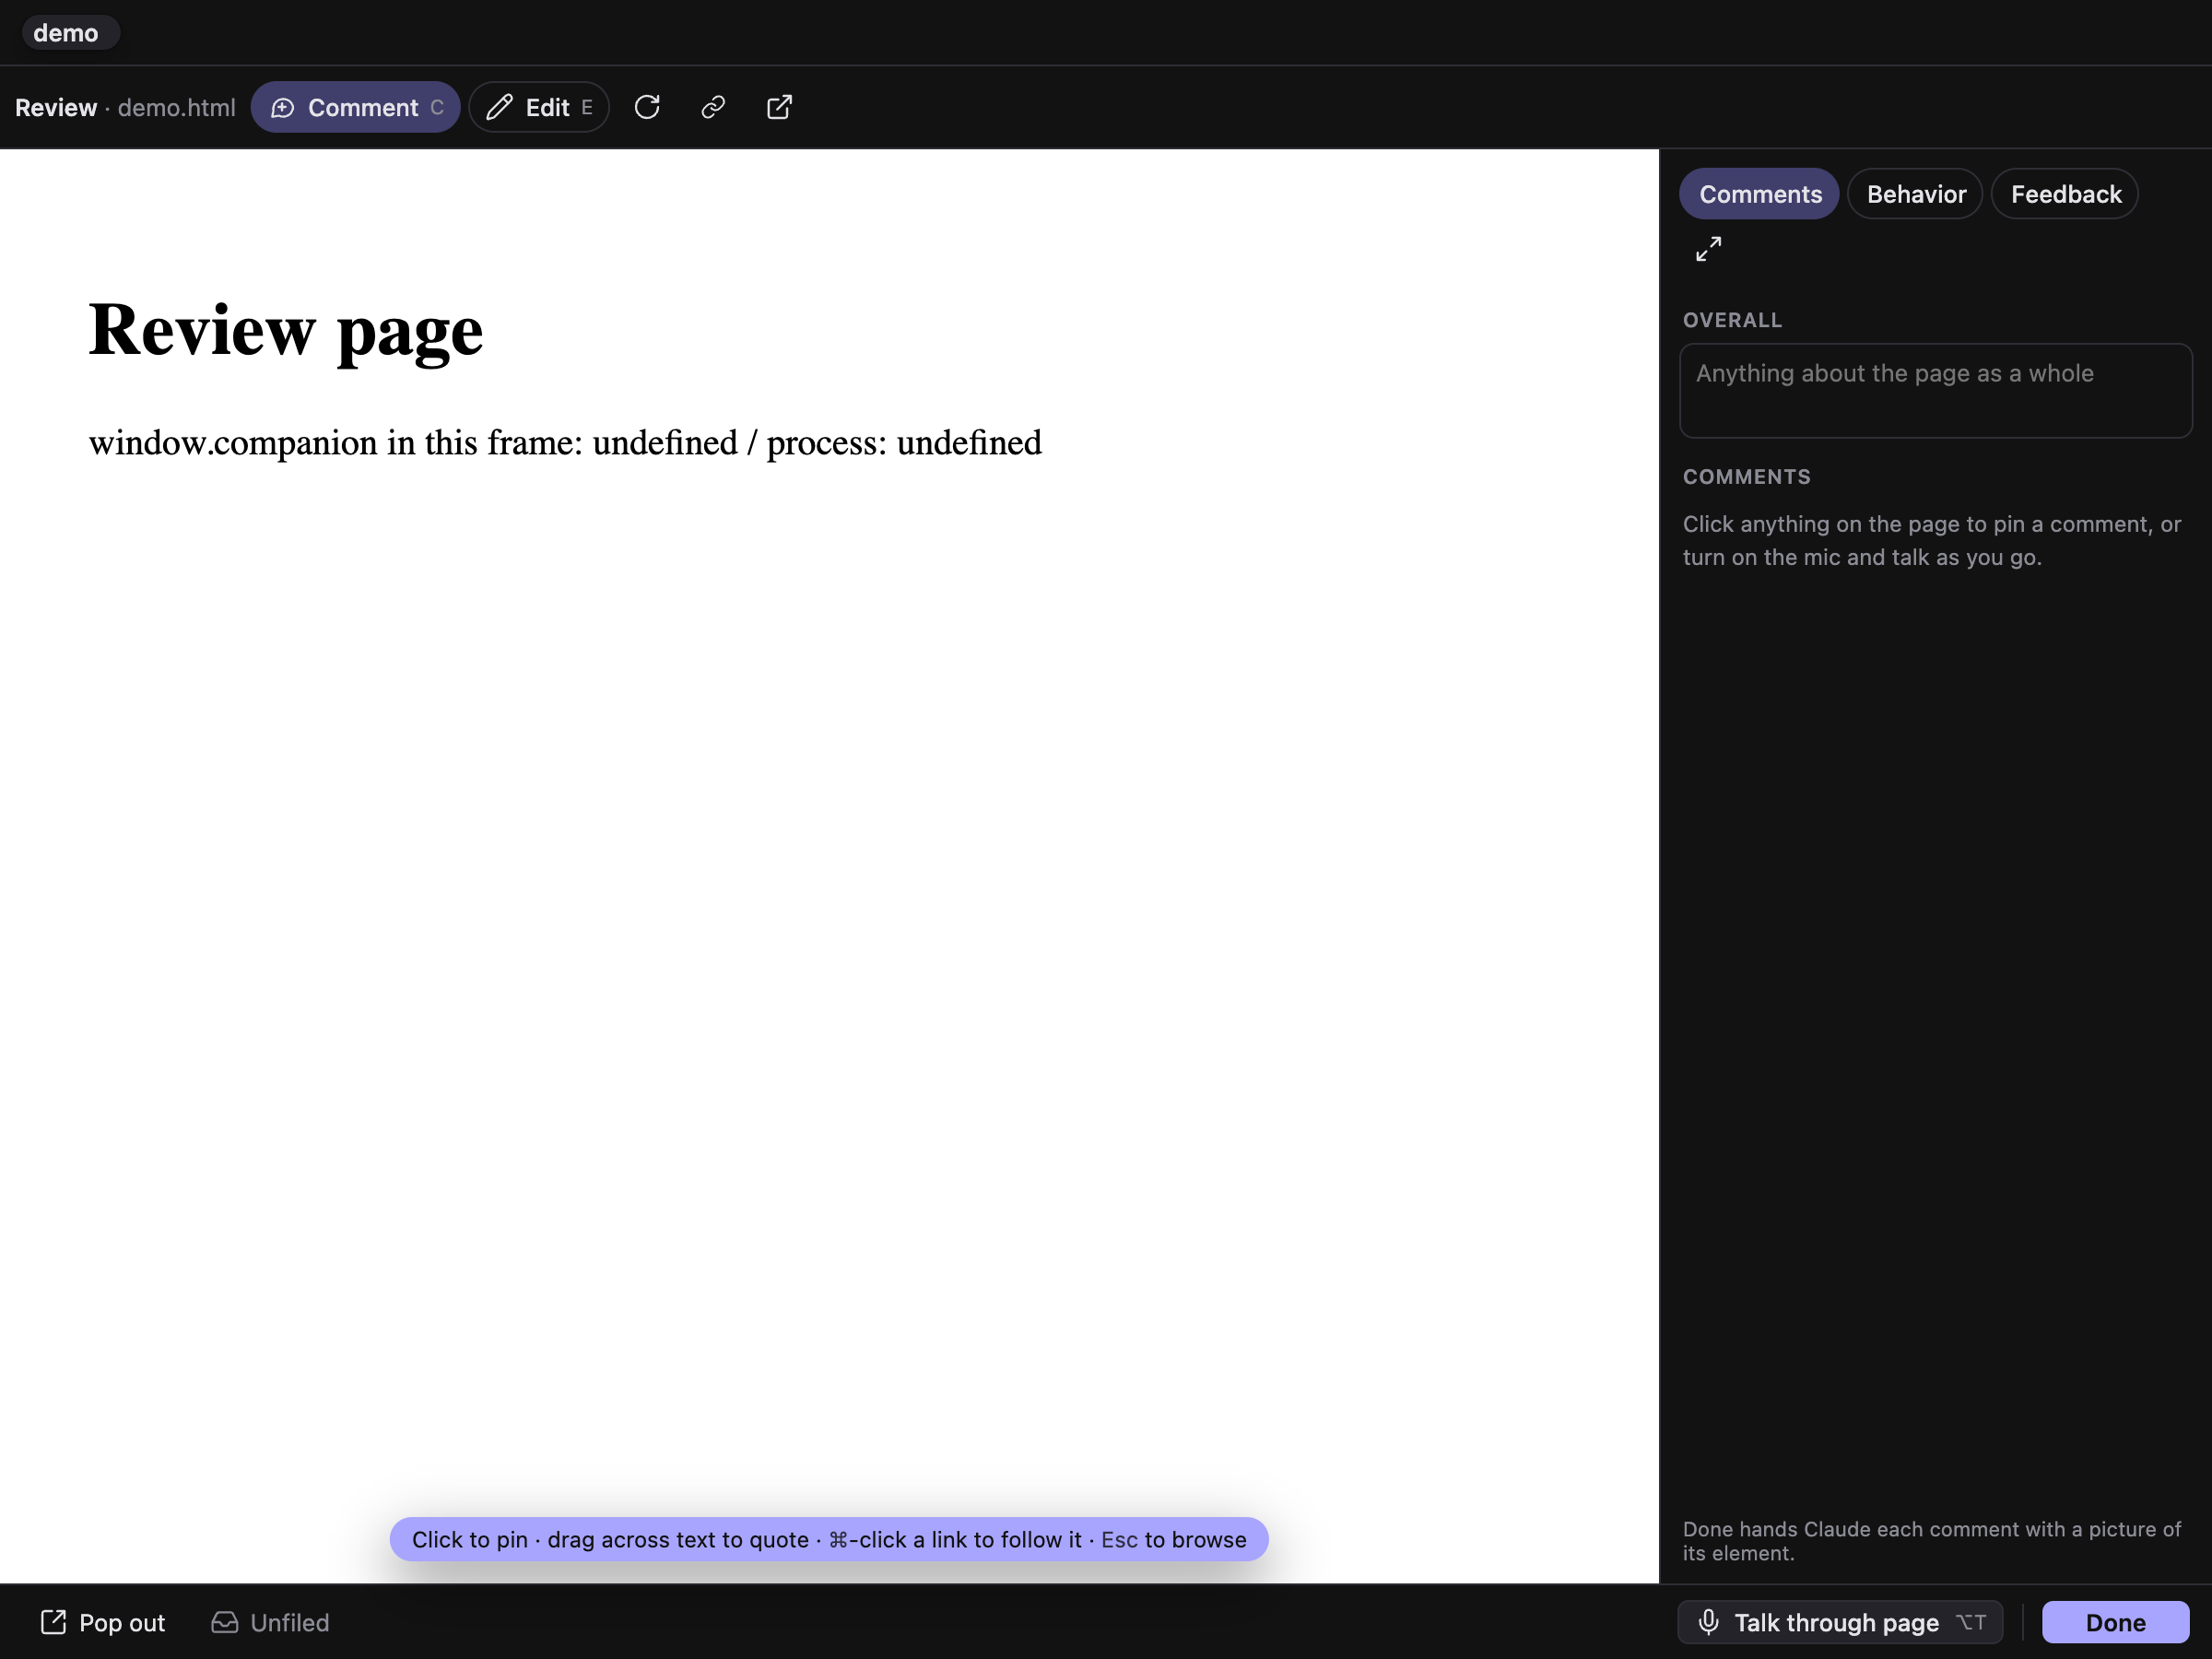 demo
Review · demo.html
Comment C
Edit E
Comments
Behavior
Feedback
Review page
window.companion in this frame: undefined / process: undefined
OVERALL
Anything about the page as a whole
COMMENTS
Click anything on the page to pin a comment, or
turn on the mic and talk as you go.
Click to pin · drag across text to quote · ⌘-click a link to follow it · Esc to browse
Done hands Claude each comment with a picture of
its element.
Pop out
Unfiled
Talk through page ⌥T
Done